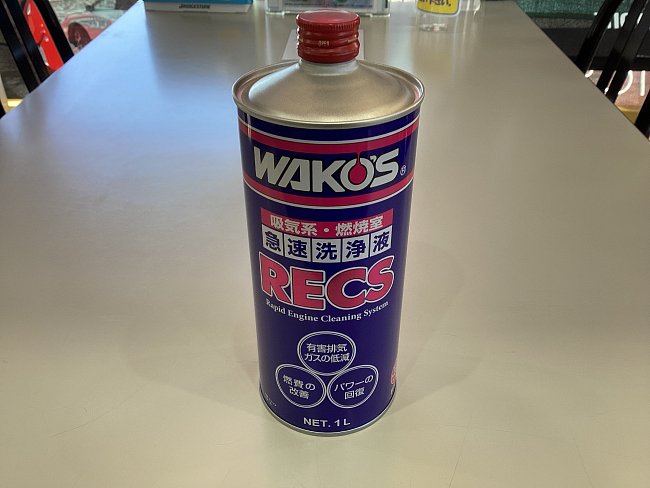 BRIDGESTONE
WAKO'S®
吸気系・燃焼室
急速洗浄液
RECS
Rapid Engine Cleaning System
有害排気
ガスの低減
燃費の
改善
パワーの
回復
NET. 1L